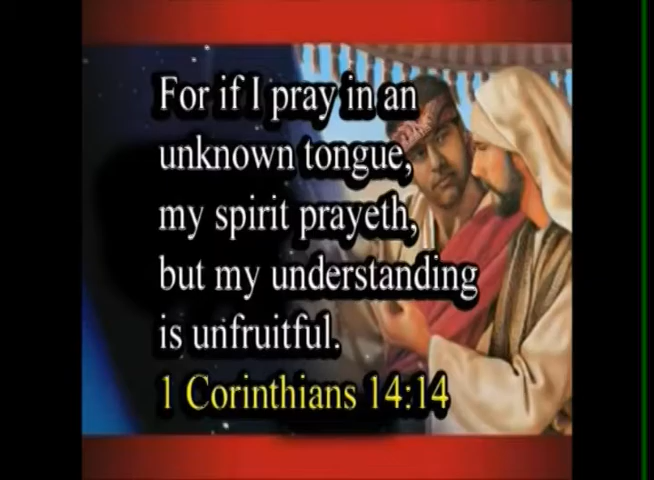 For if I pray in an
unknown tongue,
my spirit prayeth,
but my understanding
is unfruitful.
1 Corinthians 14:14